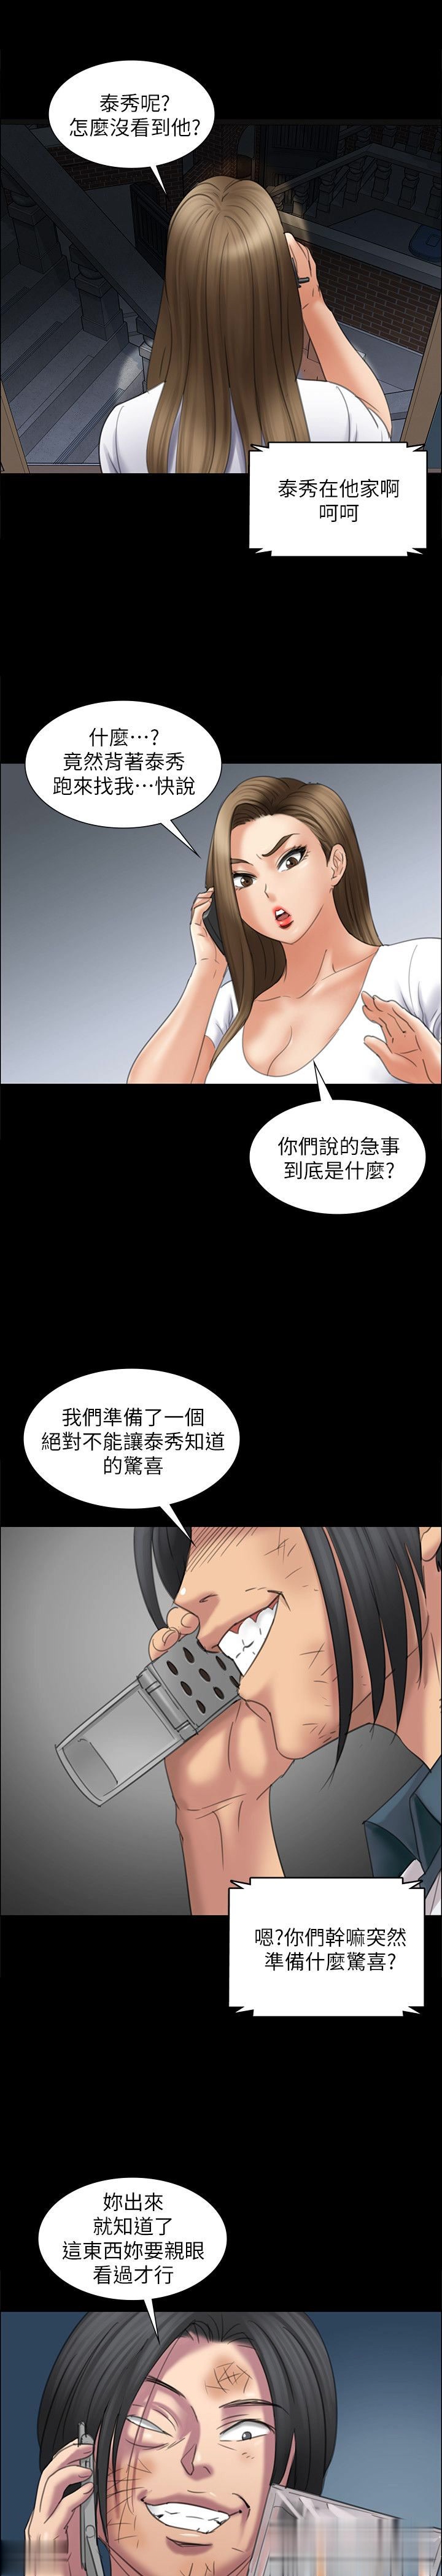 泰秀呢?
怎麼沒看到他?
泰秀在他家啊
呵呵
什麼…?
竟然背著泰秀
跑來找我…快說
你們說的急事
到底是什麼?
我們準備了一個
絕對不能讓泰秀知道
的驚喜
嗯?你們幹嘛突然
準備什麼驚喜?
妳出來
就知道了
這東西妳要親眼
看過才行